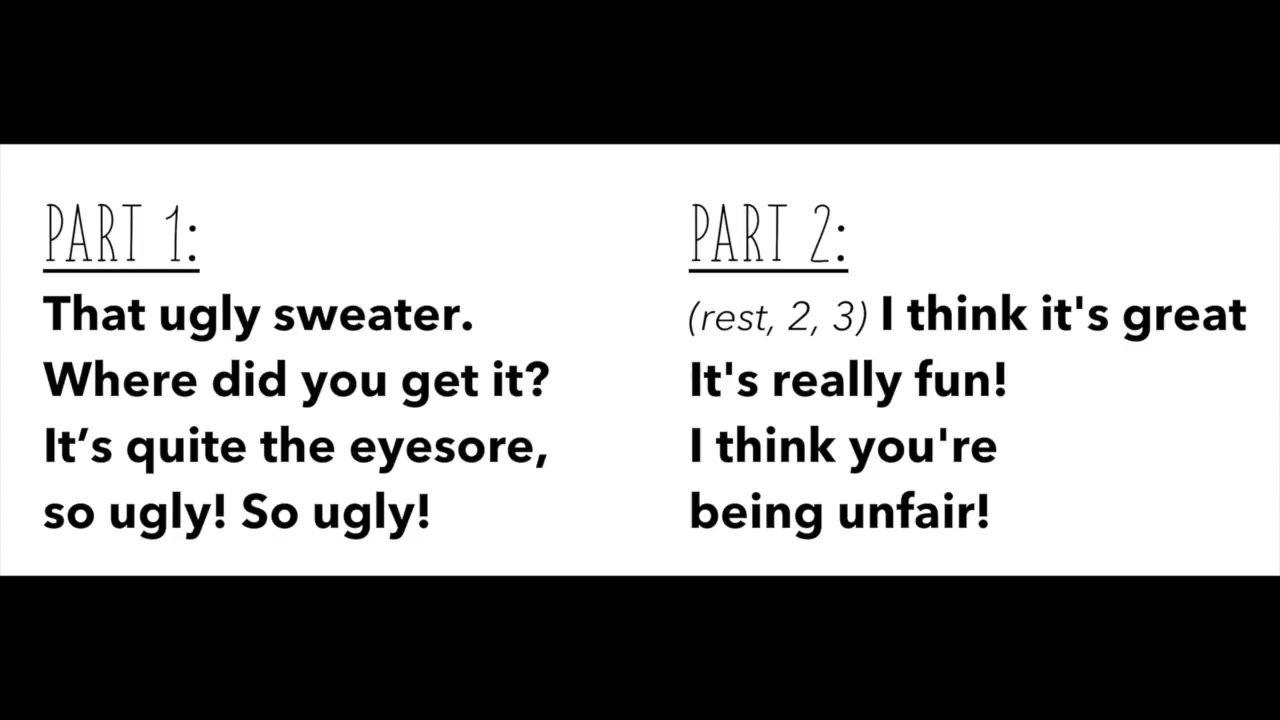 PART 1:
That ugly sweater.
Where did you get it?
It’s quite the eyesore,
so ugly! So ugly!
PART 2:
(rest, 2, 3) I think it's great
It's really fun!
I think you're
being unfair!